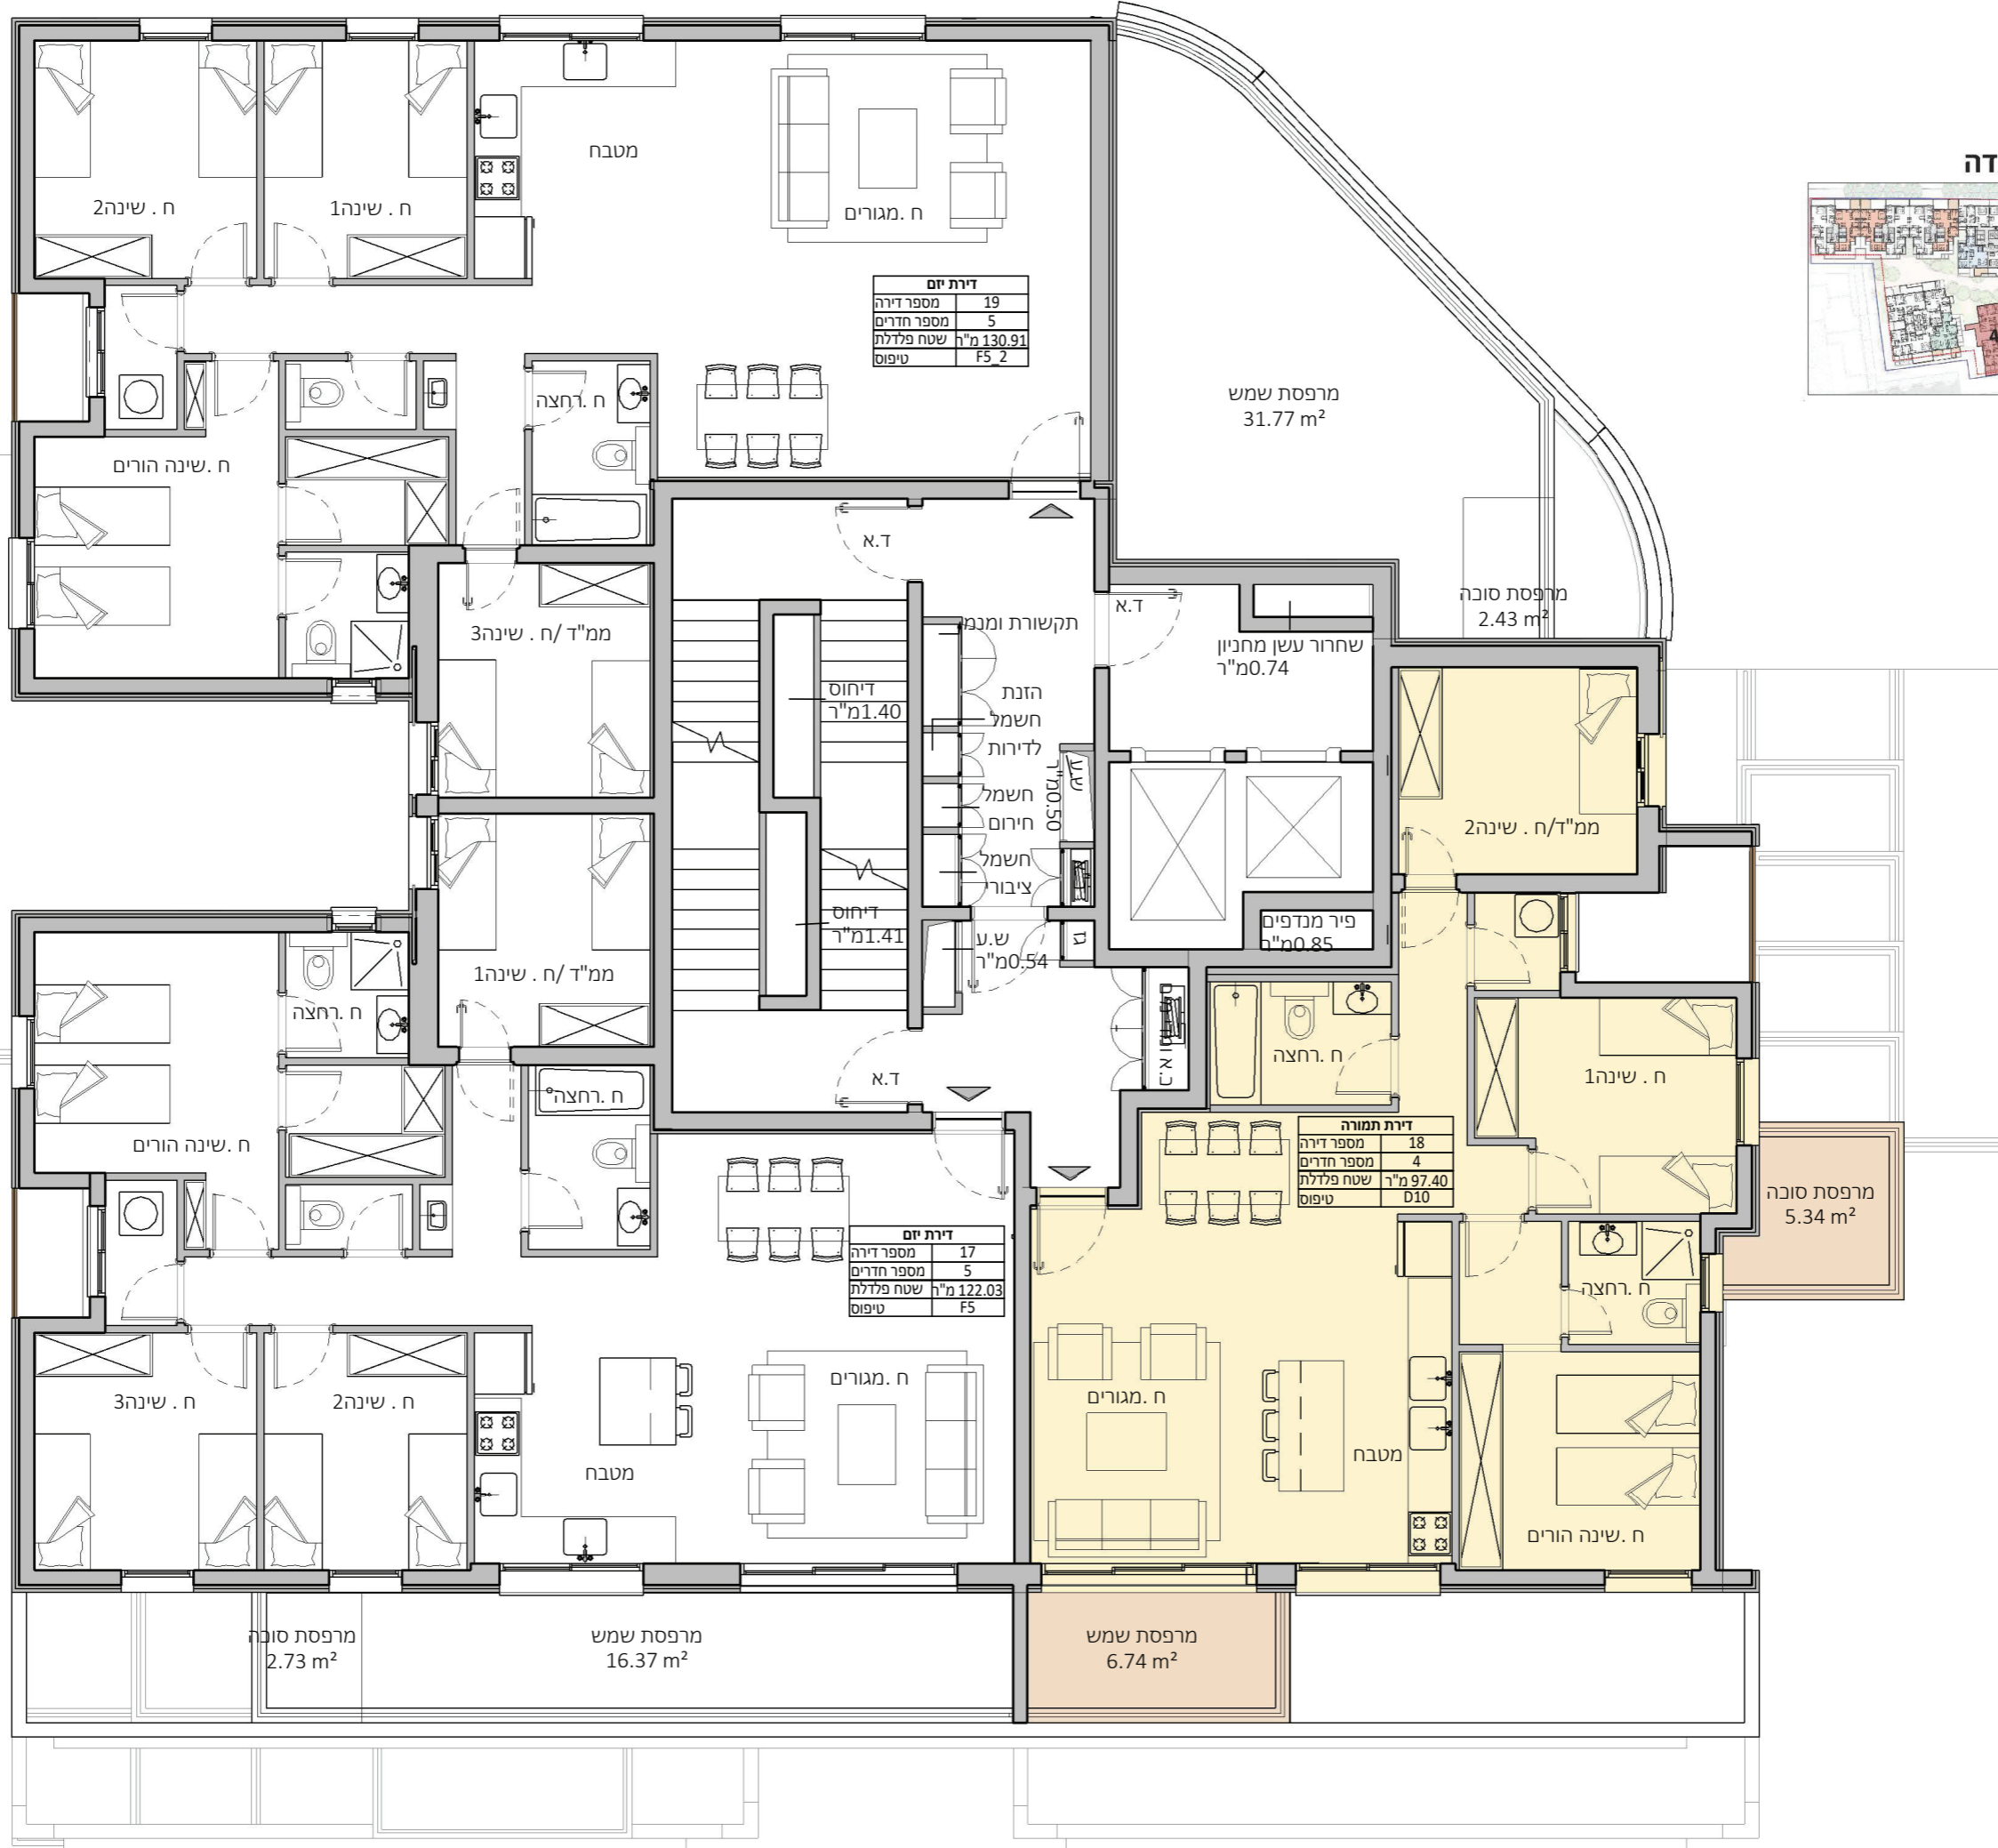 דה
4
מטבח
ח . שינה2
ח . שינה1
ח .מגורים
דירת יזם
מספר דירה 19
מספר חדרים 5
שטח פלדלת 130.91 מ"ר
טיפוס F5_2
ח .רחצה
ח .שינה הורים
מרפסת שמש
31.77 m²
מרפסת סוכה
2.43 m²
ד.א
ד.א
תקשורת ומנמ
ממ"ד /ח . שינה3
שחרור עשן מחניון
0.74מ"ר
דיחוס
1.40מ"ר
הזנת
חשמל
לדירות
ש.ע
0.50מ"ר
חשמל
חירום
חשמל
ציבורי
ממ"ד/ח . שינה2
דיחוס
1.41מ"ר
פיר מנדפים
0.85מ"ר
ש.ע
0.54מ"ר
גז
ממ"ד /ח . שינה1
ח .רחצה
ח .רחצה
ח . שינה1
ד.א
ח .רחצה
ח .שינה הורים
דירת תמורה
מספר דירה 18
מספר חדרים 4
שטח פלדלת 97.40 מ"ר
טיפוס D10
מרפסת סוכה
5.34 m²
דירת יזם
מספר דירה 17
מספר חדרים 5
שטח פלדלת 122.03 מ"ר
טיפוס F5
ח .רחצה
ח . שינה3
ח . שינה2
ח .מגורים
ח .מגורים
מטבח
מטבח
ח .שינה הורים
מרפסת סוכה
2.73 m²
מרפסת שמש
16.37 m²
מרפסת שמש
6.74 m²